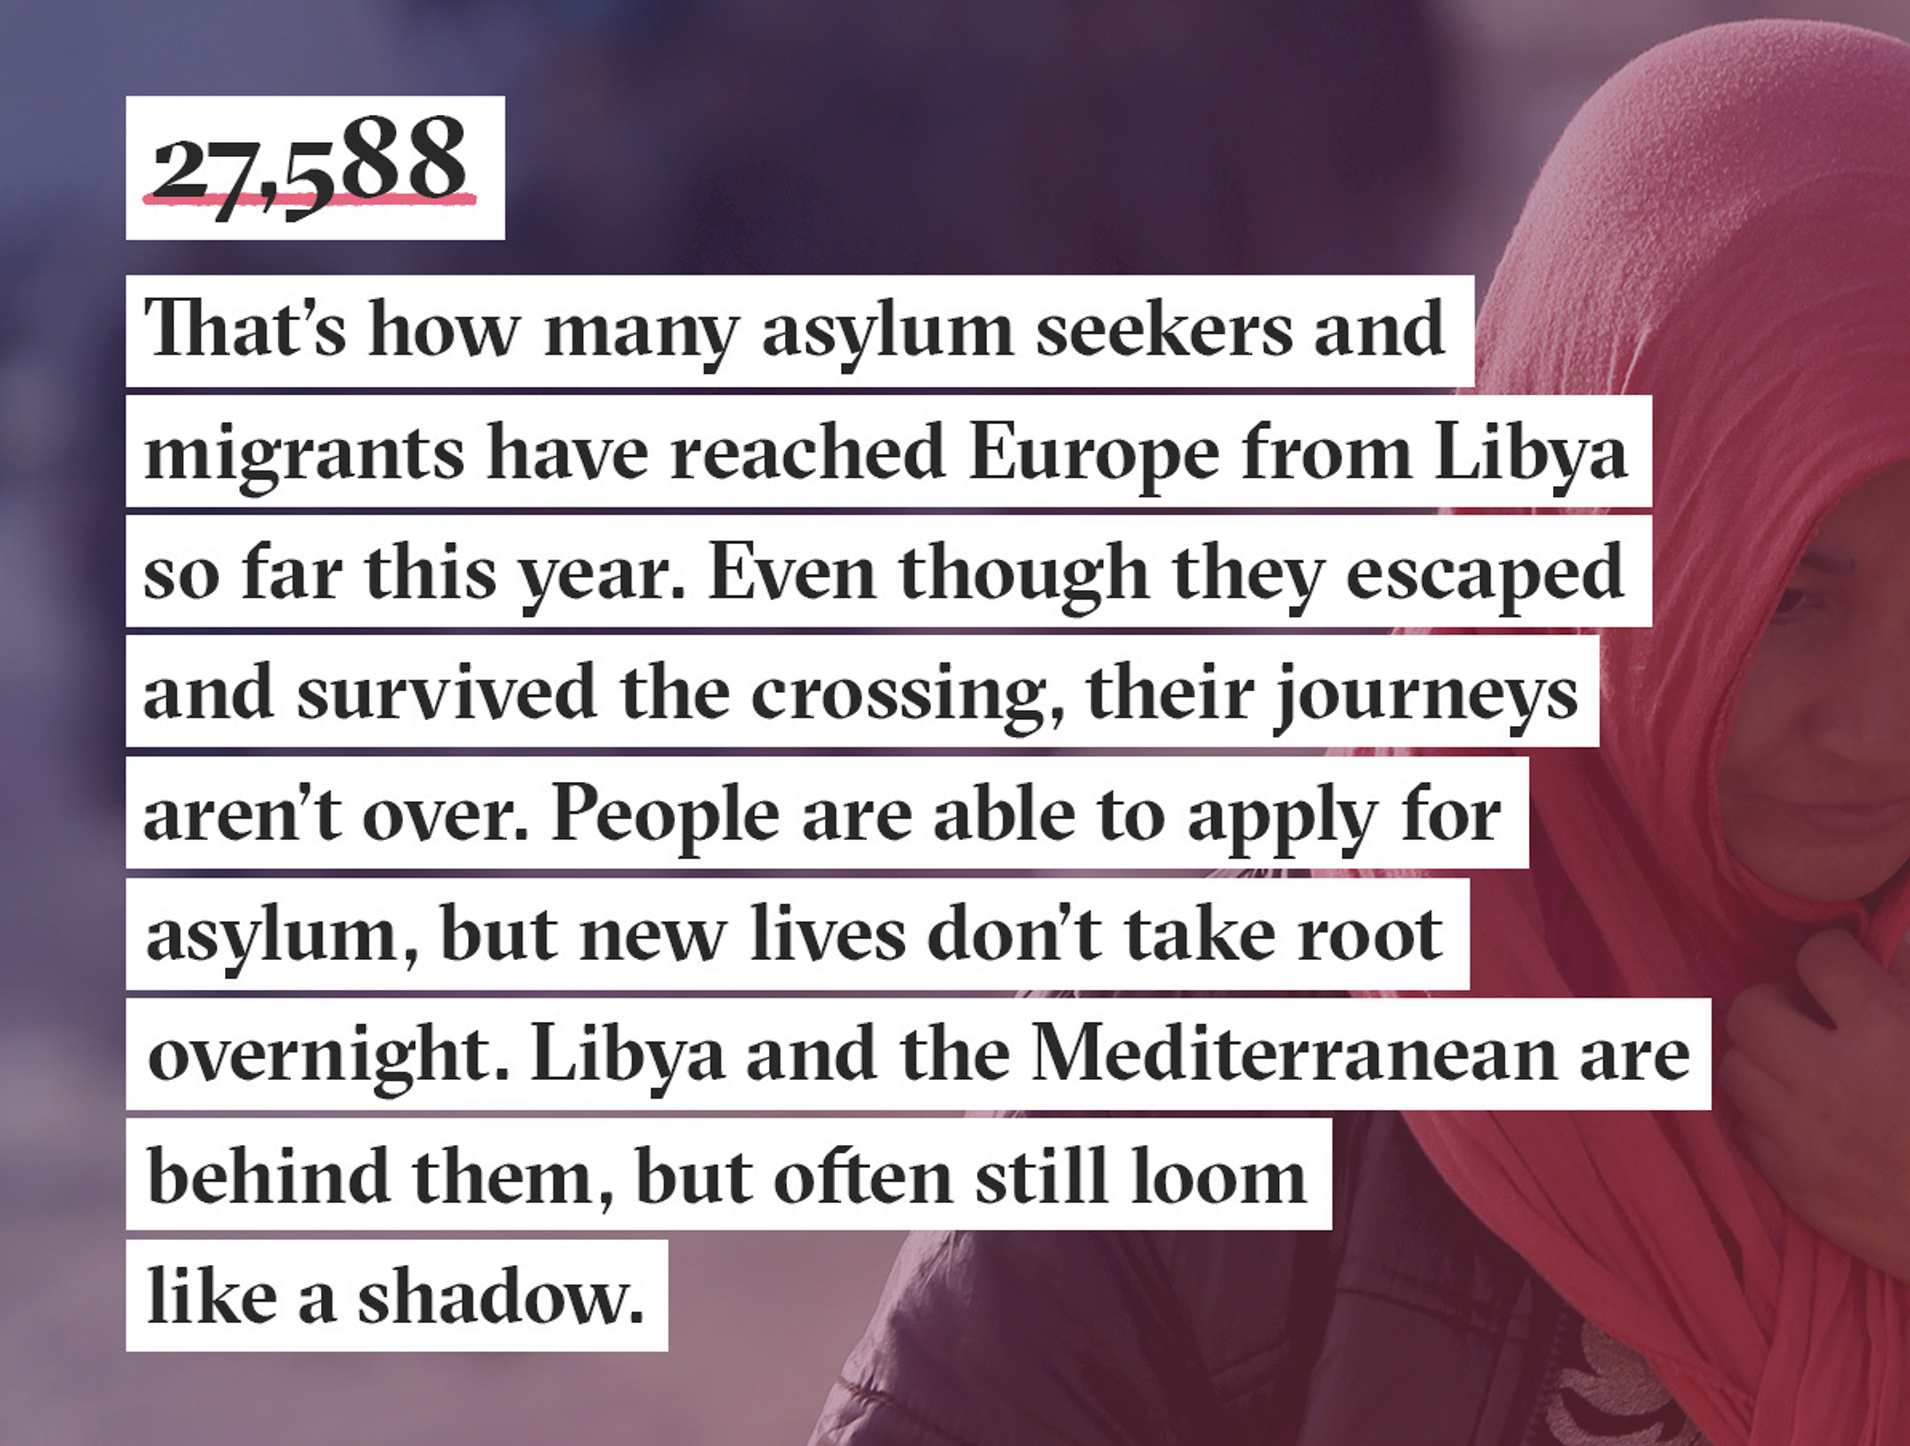 27,588
That’s how many asylum seekers and
migrants have reached Europe from Libya
so far this year. Even though they escaped
and survived the crossing, their journeys
aren’t over. People are able to apply for
asylum, but new lives don’t take root
overnight. Libya and the Mediterranean are
behind them, but often still loom
like a shadow.